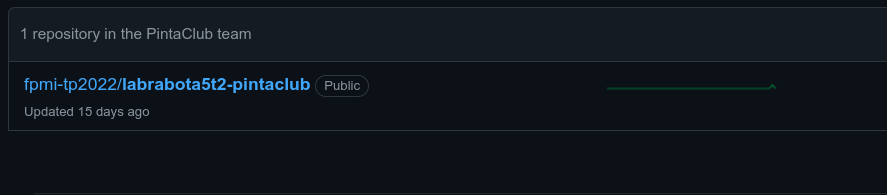 1 repository in the PintaClub team
fpmi-tp2022/labrabota5t2-pintaclub Public
Updated 15 days ago